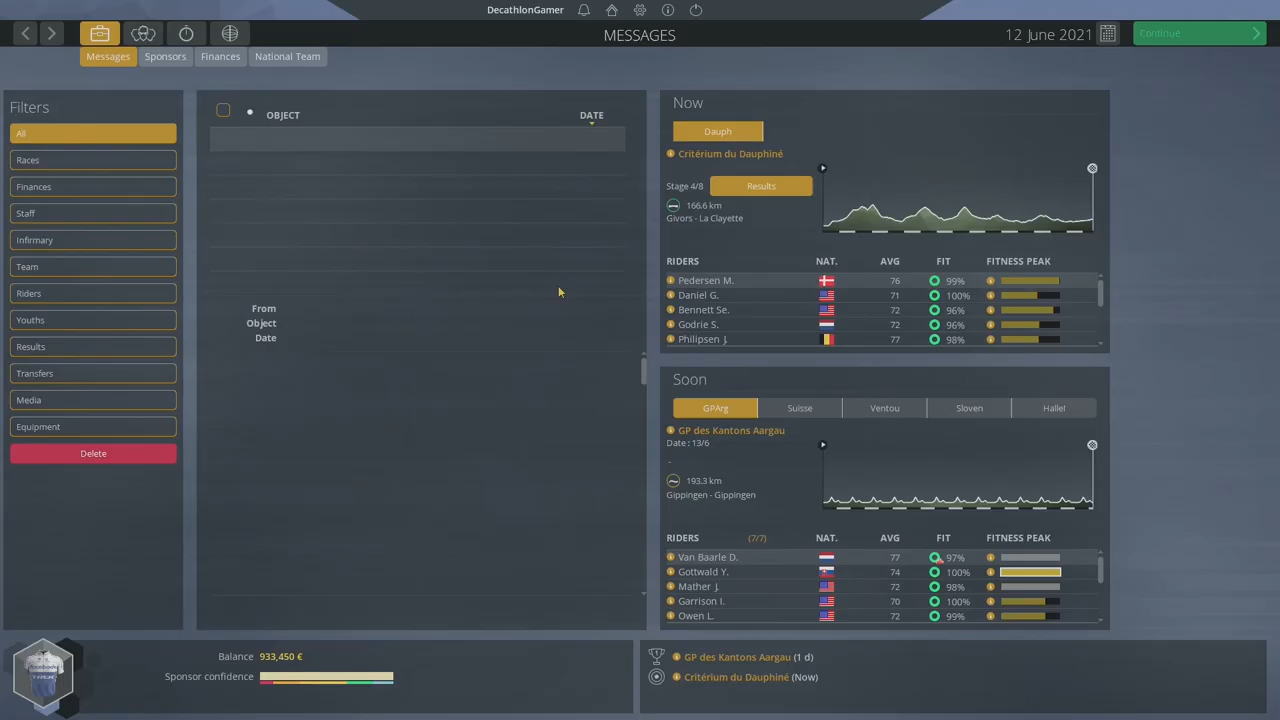 DecathlonGamer
MESSAGES
12 June 2021
Continue
Messages
Sponsors
Finances
National Team
Filters
All
Races
Finances
Staff
Infirmary
Team
Riders
Youths
Results
Transfers
Media
Equipment
Delete
OBJECT
DATE
From
Object
Date
Now
Dauph
Critérium du Dauphiné
Stage 4/8
Results
166.6 km
Givors - La Clayette
RIDERS NAT. AVG FIT FITNESS PEAK
Pedersen M. 76 99%
Daniel G. 71 100%
Bennett Se. 72 96%
Godrie S. 72 96%
Philipsen J. 77 98%
Soon
GPArg
Suisse
Ventou
Sloven
Halle!
GP des Kantons Aargau
Date : 13/6
-
193.3 km
Gippingen - Gippingen
RIDERS (7/7) NAT. AVG FIT FITNESS PEAK
Van Baarle D. 77 97%
Gottwald Y. 74 100%
Mather J. 72 98%
Garrison I. 70 100%
Owen L. 72 99%
Balance 933,450 €
Sponsor confidence
GP des Kantons Aargau (1 d)
Critérium du Dauphiné (Now)